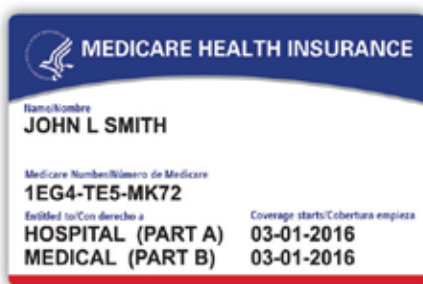 MEDICARE HEALTH INSURANCE
Name/Nombre
JOHN L SMITH
Medicare Number/Número de Medicare
1EG4-TE5-MK72
Entitled to/Con derecho a Coverage starts/Cobertura empieza
HOSPITAL (PART A) 03-01-2016
MEDICAL (PART B) 03-01-2016